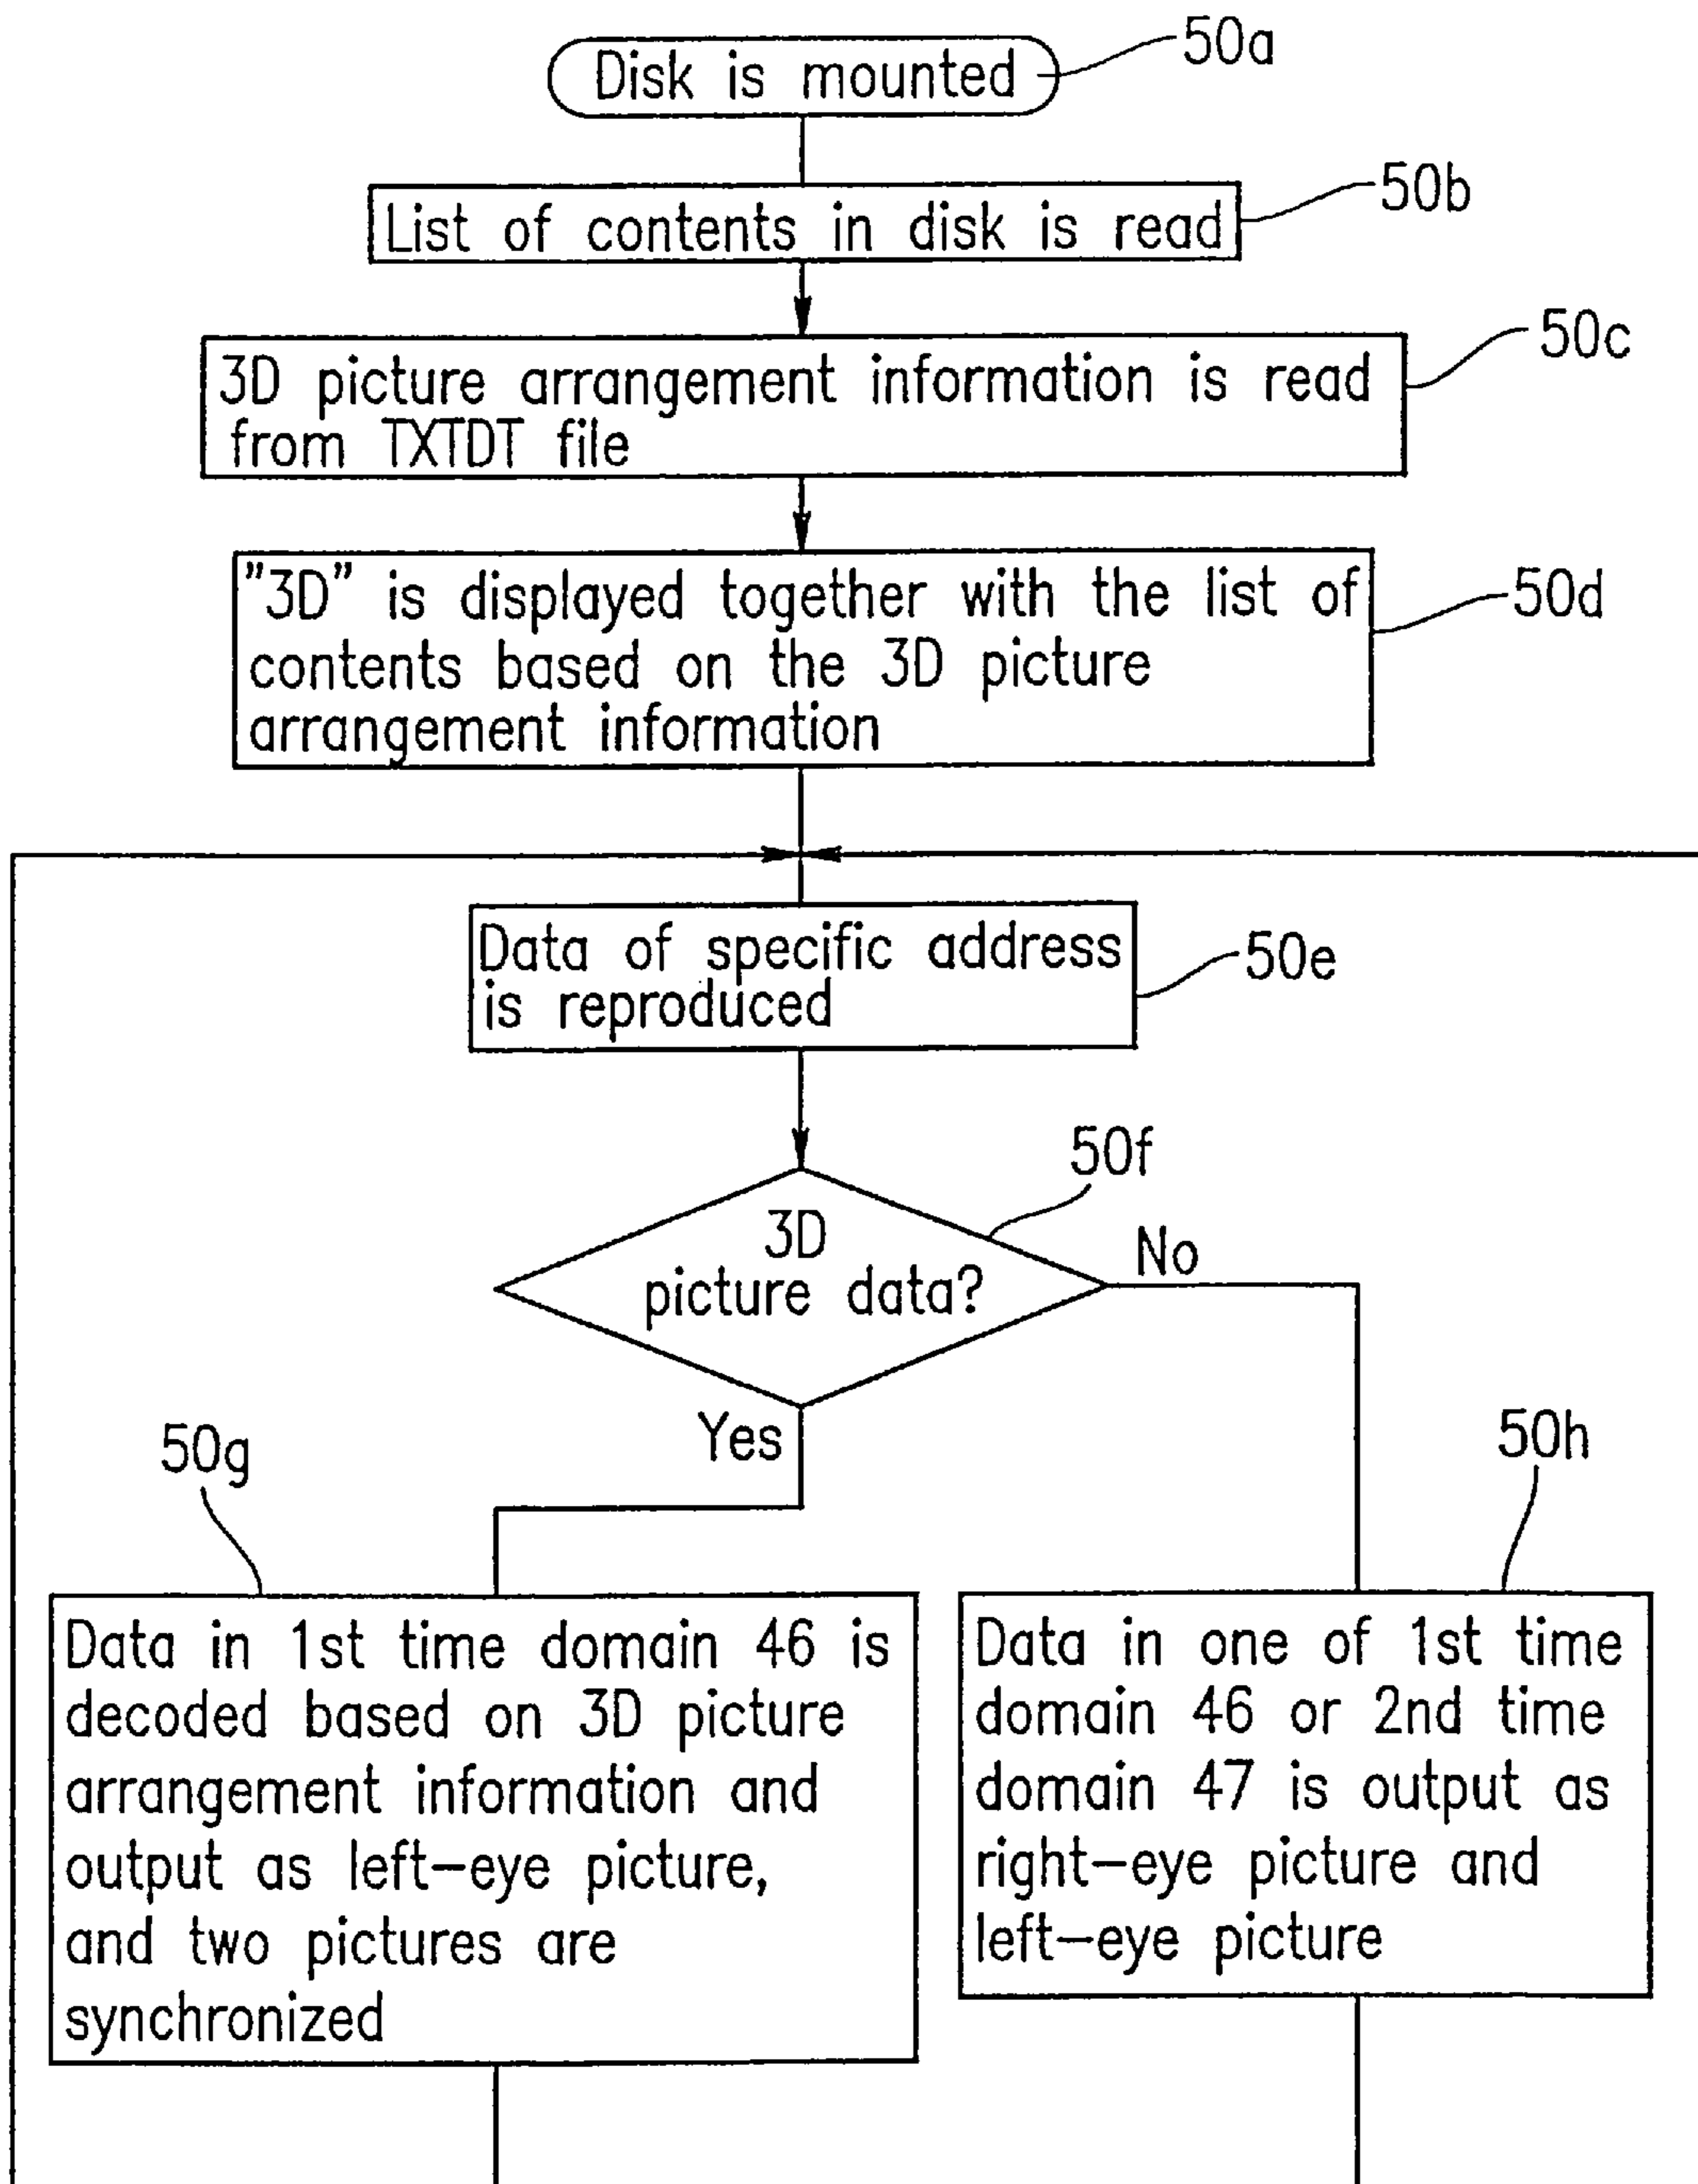 Disk is mounted
50a
List of contents in disk is read
50b
3D picture arrangement information is read
from TXTDT file
50c
"3D" is displayed together with the list of
contents based on the 3D picture
arrangement information
50d
Data of specific address
is reproduced
50e
3D
picture data?
50f
No
Yes
50g
Data in 1st time domain 46 is
decoded based on 3D picture
arrangement information and
output as left-eye picture,
and two pictures are
synchronized
50h
Data in one of 1st time
domain 46 or 2nd time
domain 47 is output as
right-eye picture and
left-eye picture